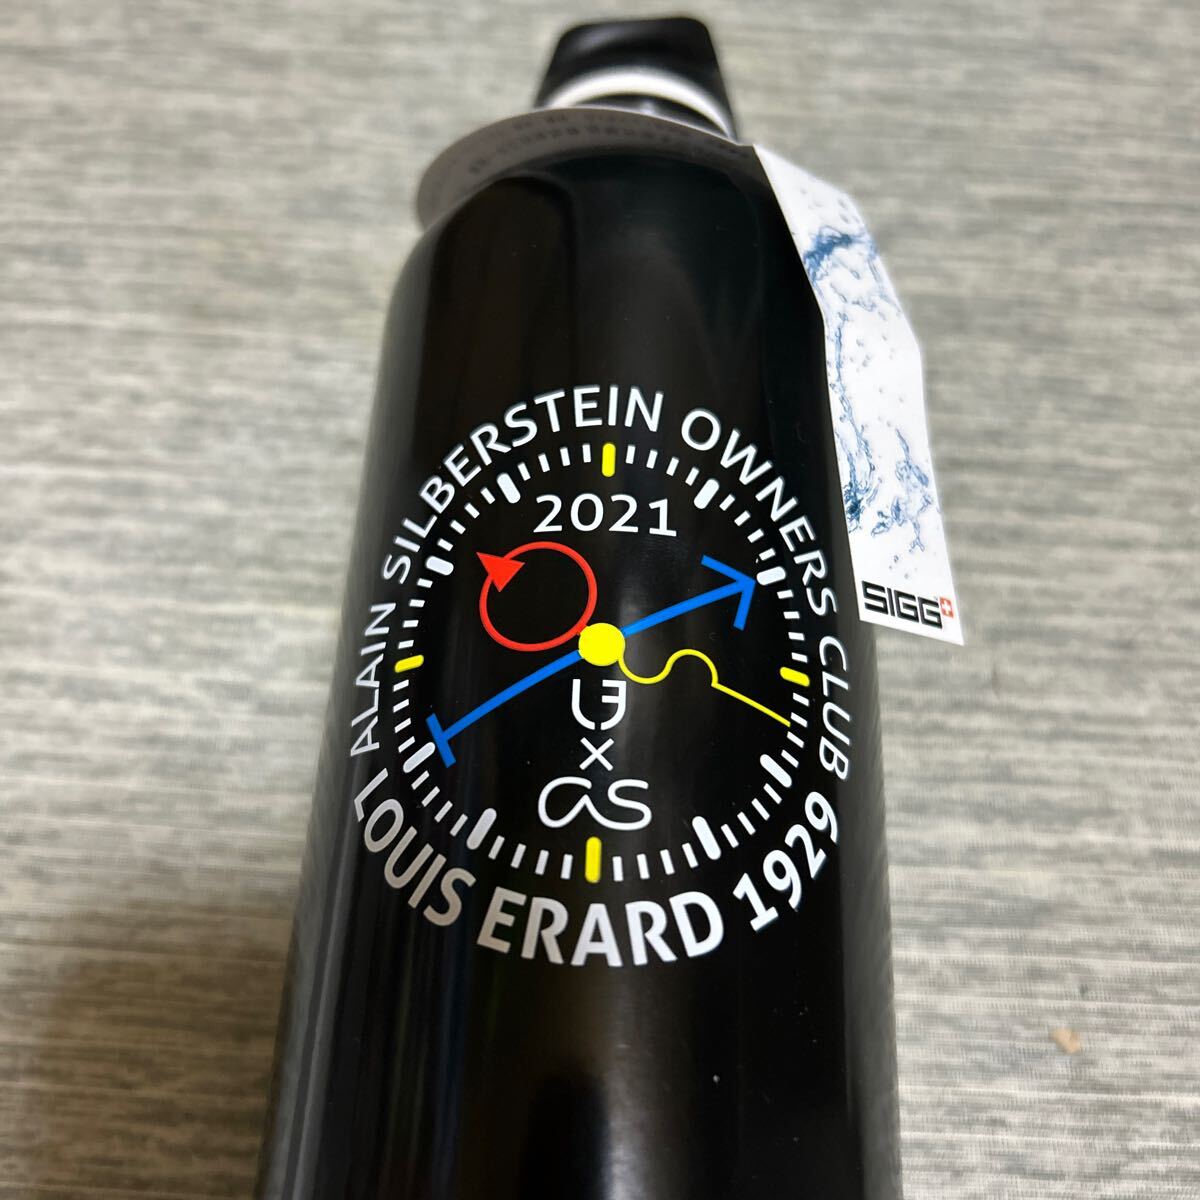 ALAIN SILBERSTEIN OWNERS CLUB
2021
LE
×
aS
LOUIS ERARD 1929
SIGG